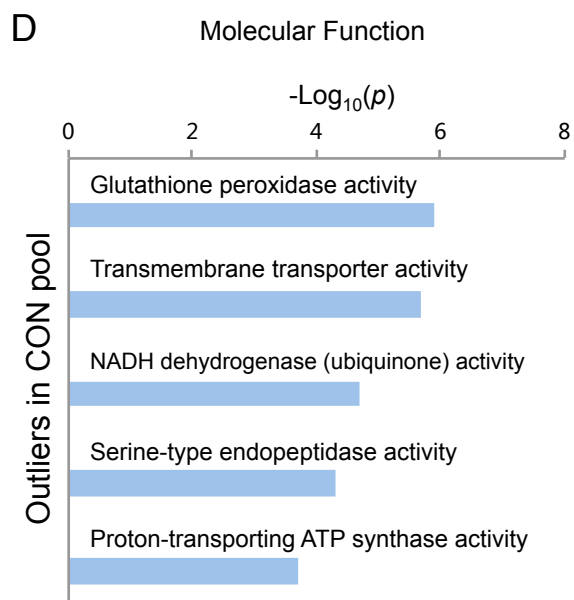 D
Molecular Function
-Log10(p)
0 2 4 6 8
Glutathione peroxidase activity
Transmembrane transporter activity
NADH dehydrogenase (ubiquinone) activity
Serine-type endopeptidase activity
Proton-transporting ATP synthase activity
Outliers in CON pool